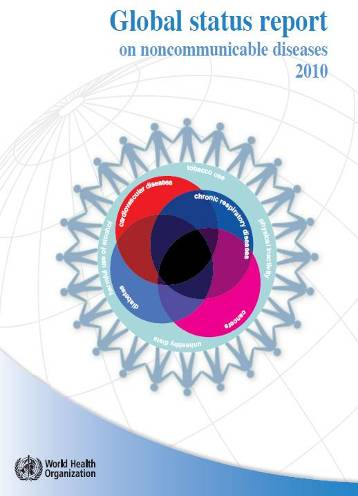 Global status report
on noncommunicable diseases
2010
tobacco use
cardiovascular diseases
chronic respiratory diseases
physical inactivity
harmful use of alcohol
diabetes
cancers
unhealthy diets
World Health
Organization